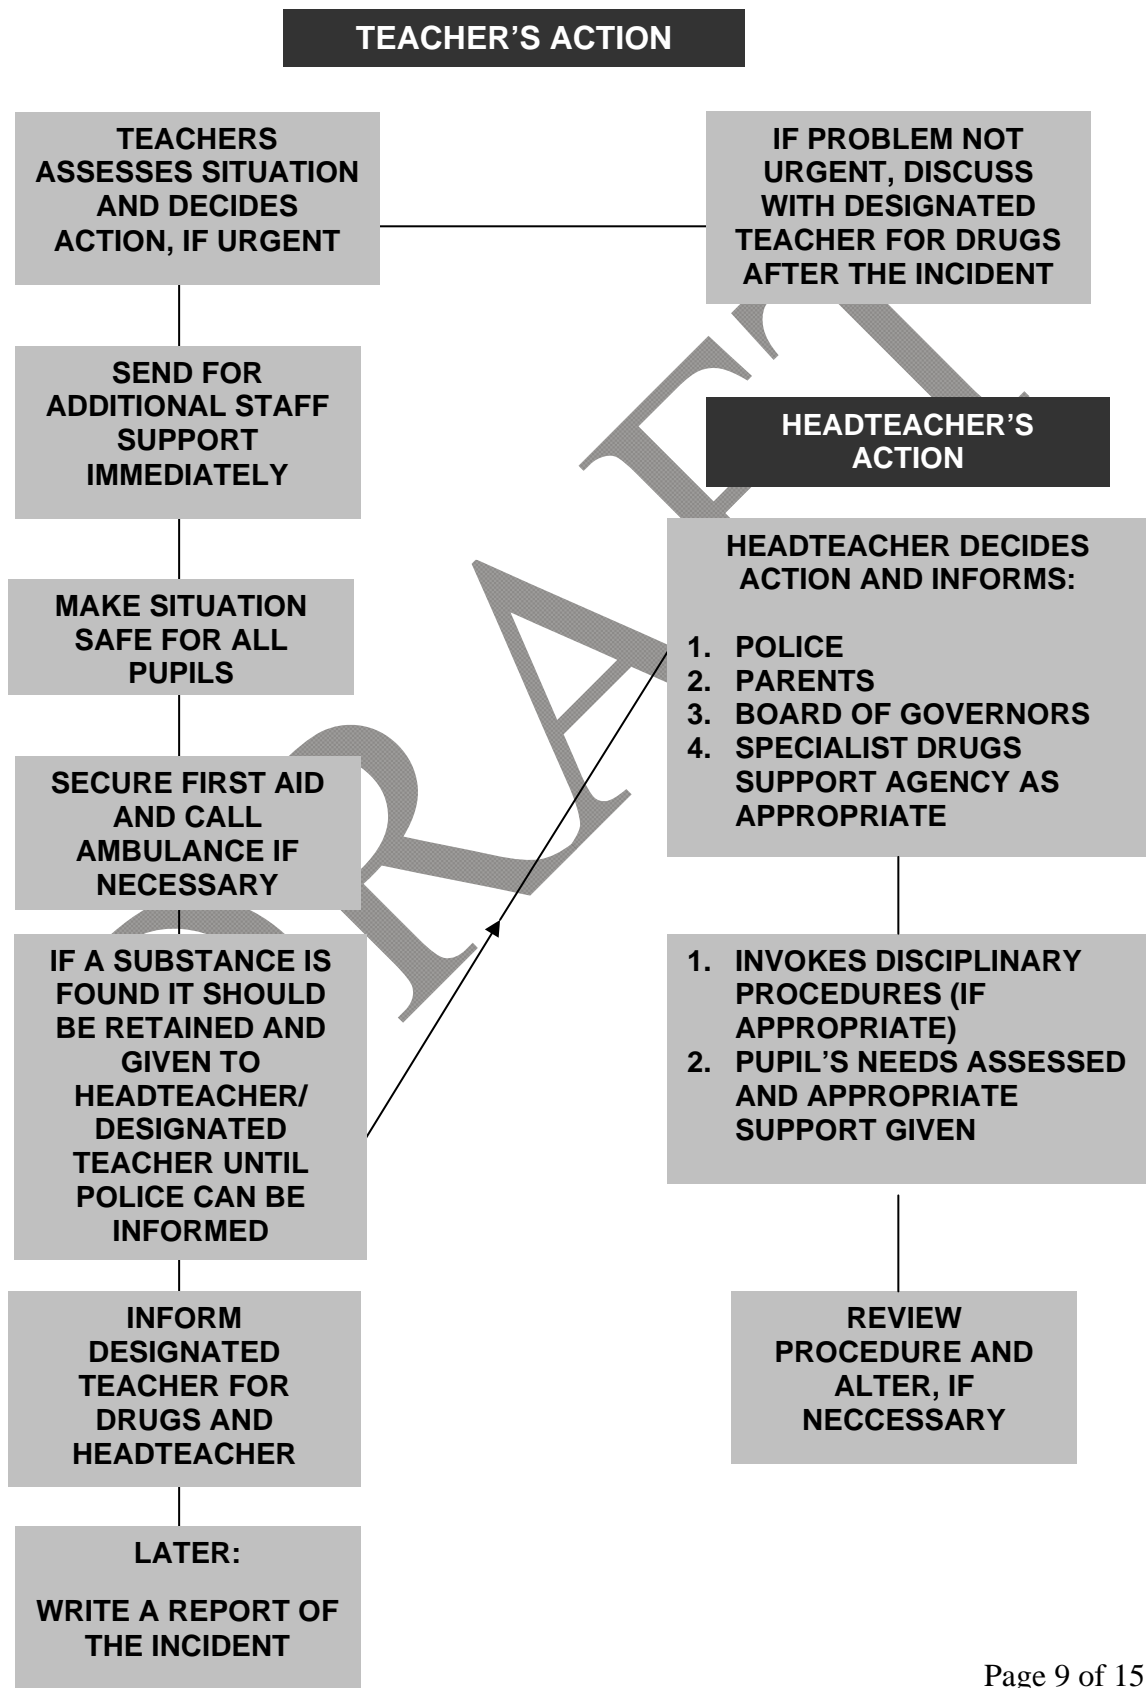 TEACHER'S ACTION
TEACHERS
ASSESSES SITUATION
AND DECIDES
ACTION, IF URGENT
IF PROBLEM NOT
URGENT, DISCUSS
WITH DESIGNATED
TEACHER FOR DRUGS
AFTER THE INCIDENT
SEND FOR
ADDITIONAL STAFF
SUPPORT
IMMEDIATELY
MAKE SITUATION
SAFE FOR ALL
PUPILS
SECURE FIRST AID
AND CALL
AMBULANCE IF
NECESSARY
IF A SUBSTANCE IS
FOUND IT SHOULD
BE RETAINED AND
GIVEN TO
HEADTEACHER/
DESIGNATED
TEACHER UNTIL
POLICE CAN BE
INFORMED
INFORM
DESIGNATED
TEACHER FOR
DRUGS AND
HEADTEACHER
LATER:
WRITE A REPORT OF
THE INCIDENT
HEADTEACHER'S
ACTION
HEADTEACHER DECIDES
ACTION AND INFORMS:
1. POLICE
2. PARENTS
3. BOARD OF GOVERNORS
4. SPECIALIST DRUGS
SUPPORT AGENCY AS
APPROPRIATE
1. INVOKES DISCIPLINARY
PROCEDURES (IF
APPROPRIATE)
2. PUPIL'S NEEDS ASSESSED
AND APPROPRIATE
SUPPORT GIVEN
REVIEW
PROCEDURE AND
ALTER, IF
NECCESSARY
DRAFT
Page 9 of 15